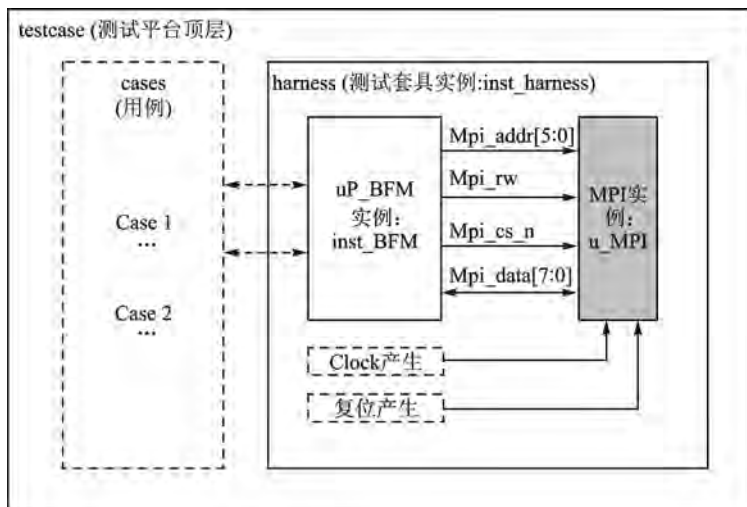 testcase (测试平台顶层)
cases
(用例)
Case 1
...
Case 2
...
harness (测试套具实例:inst_harness)
uP_BFM
实例:
inst_BFM
Mpi_addr[5:0]
Mpi_rw
Mpi_cs_n
Mpi_data[7:0]
MPI实
例:
u_MPI
Clock产生
复位产生